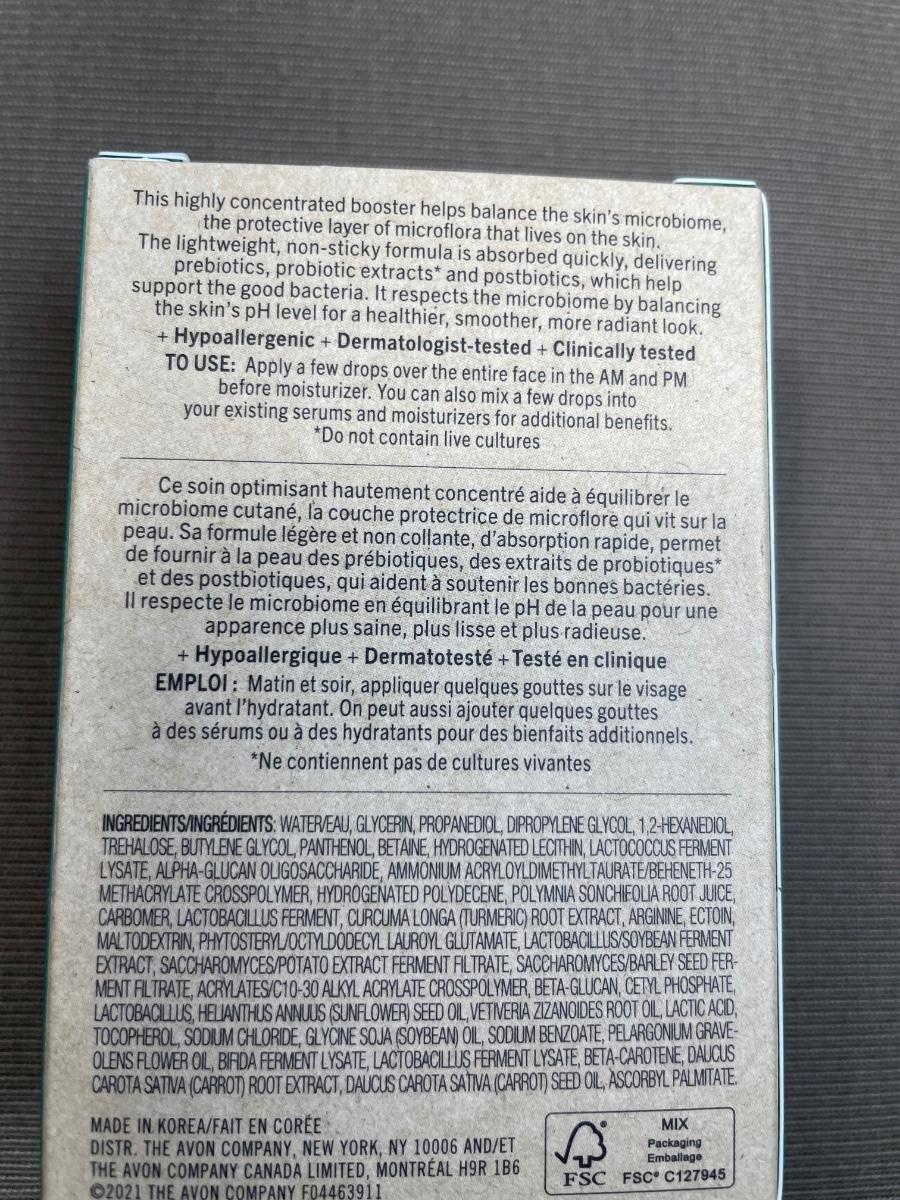 This highly concentrated booster helps balance the skin's microbiome,
the protective layer of microflora that lives on the skin.
The lightweight, non-sticky formula is absorbed quickly, delivering
prebiotics, probiotic extracts* and postbiotics, which help
support the good bacteria. It respects the microbiome by balancing
the skin's pH level for a healthier, smoother, more radiant look.
+ Hypoallergenic + Dermatologist-tested + Clinically tested
TO USE: Apply a few drops over the entire face in the AM and PM
before moisturizer. You can also mix a few drops into
your existing serums and moisturizers for additional benefits.
*Do not contain live cultures
Ce soin optimisant hautement concentré aide à équilibrer le
microbiome cutané, la couche protectrice de microflore qui vit sur la
peau. Sa formule légère et non collante, d'absorption rapide, permet
de fournir à la peau des prébiotiques, des extraits de probiotiques*
et des postbiotiques, qui aident à soutenir les bonnes bactéries.
Il respecte le microbiome en équilibrant le pH de la peau pour une
apparence plus saine, plus lisse et plus radieuse.
+ Hypoallergique + Dermatotesté + Testé en clinique
EMPLOI : Matin et soir, appliquer quelques gouttes sur le visage
avant l'hydratant. On peut aussi ajouter quelques gouttes
à des sérums ou à des hydratants pour des bienfaits additionnels.
*Ne contiennent pas de cultures vivantes
INGREDIENTS/INGRÉDIENTS: WATER/EAU, GLYCERIN, PROPANEDIOL, DIPROPYLENE GLYCOL, 1,2-HEXANEDIOL,
TREHALOSE, BUTYLENE GLYCOL, PANTHENOL, BETAINE, HYDROGENATED LECITHIN, LACTOCOCCUS FERMENT
LYSATE, ALPHA-GLUCAN OLIGOSACCHARIDE, AMMONIUM ACRYLOYLDIMETHYLTAURATE/BEHENETH-25
METHACRYLATE CROSSPOLYMER, HYDROGENATED POLYDECENE, POLYMNIA SONCHIFOLIA ROOT JUICE,
CARBOMER, LACTOBACILLUS FERMENT, CURCUMA LONGA (TURMERIC) ROOT EXTRACT, ARGININE, ECTOIN,
MALTODEXTRIN, PHYTOSTERYL/OCTYLDODECYL LAUROYL GLUTAMATE, LACTOBACILLUS/SOYBEAN FERMENT
EXTRACT, SACCHAROMYCES/POTATO EXTRACT FERMENT FILTRATE, SACCHAROMYCES/BARLEY SEED FER-
MENT FILTRATE, ACRYLATES/C10-30 ALKYL ACRYLATE CROSSPOLYMER, BETA-GLUCAN, CETYL PHOSPHATE,
LACTOBACILLUS, HELIANTHUS ANNUUS (SUNFLOWER) SEED OIL, VETIVERIA ZIZANOIDES ROOT OIL, LACTIC ACID,
TOCOPHEROL, SODIUM CHLORIDE, GLYCINE SOJA (SOYBEAN) OIL, SODIUM BENZOATE, PELARGONIUM GRAVE-
OLENS FLOWER OIL, BIFIDA FERMENT LYSATE, LACTOBACILLUS FERMENT LYSATE, BETA-CAROTENE, DAUCUS
CAROTA SATIVA (CARROT) ROOT EXTRACT, DAUCUS CAROTA SATIVA (CARROT) SEED OIL, ASCORBYL PALMITATE.
MADE IN KOREA/FAIT EN CORÉE
DISTR. THE AVON COMPANY, NEW YORK, NY 10006 AND/ET
THE AVON COMPANY CANADA LIMITED, MONTRÉAL H9R 1B6
©2021 THE AVON COMPANY F04463911
FSC
MIX
Packaging
Emballage
FSC® C127945